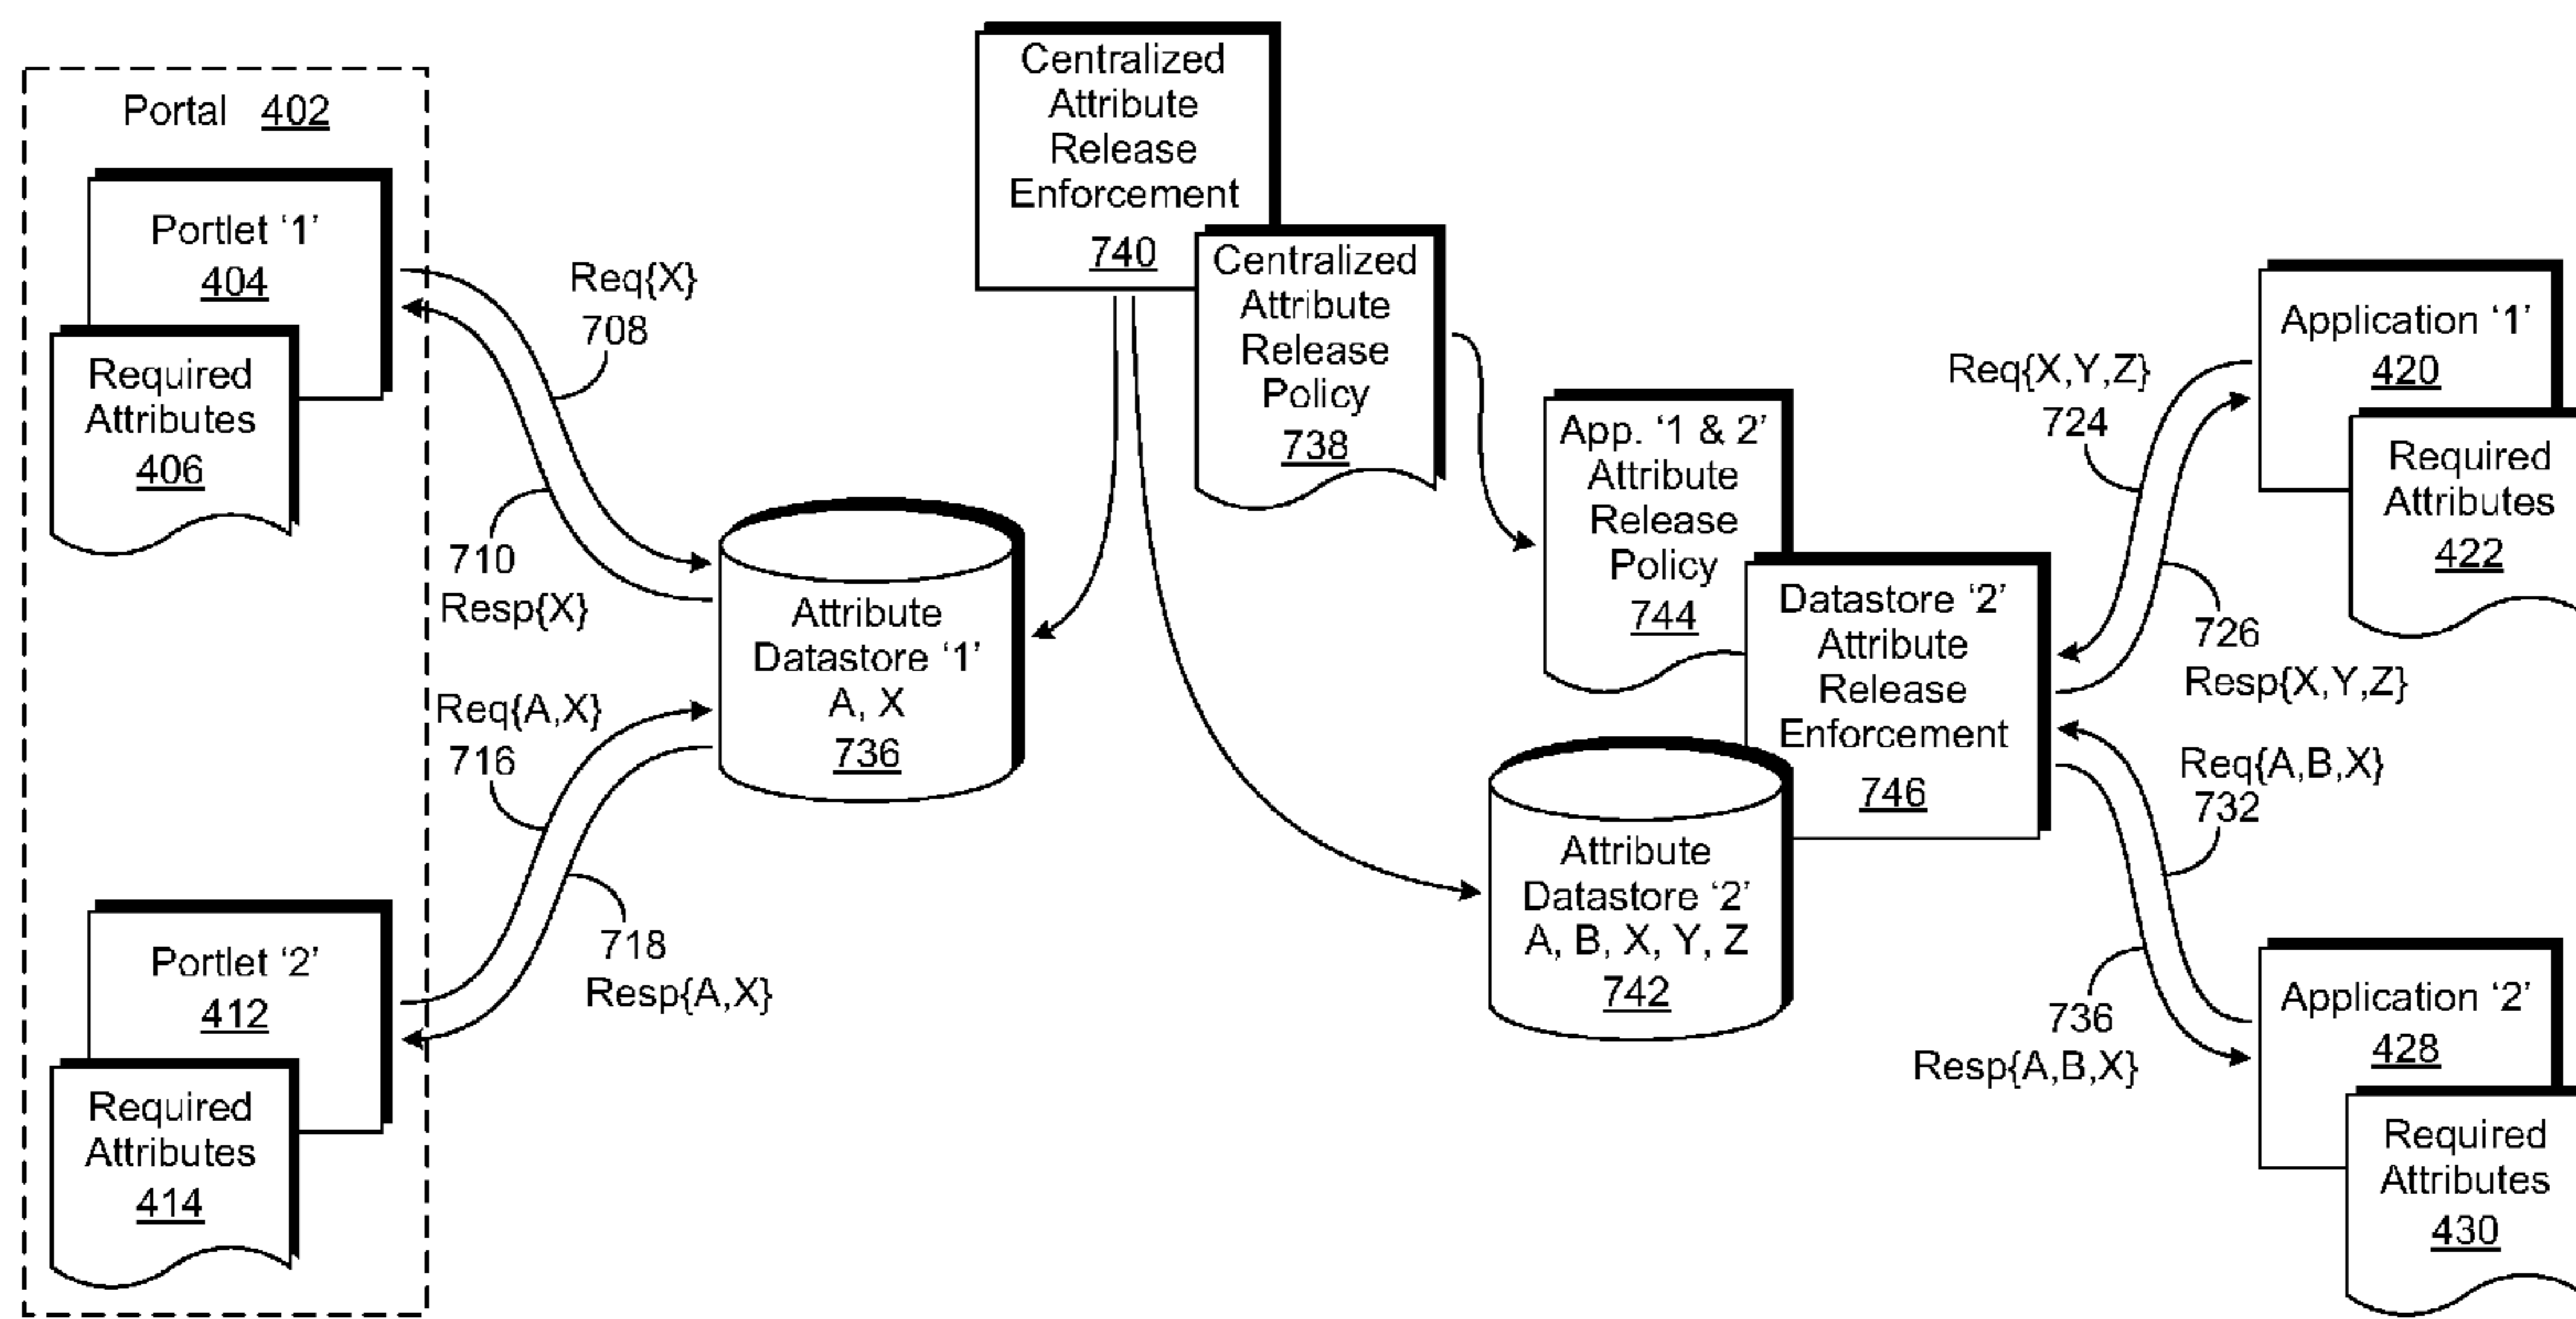 Portal 402
Portlet ‘1’
404
Required
Attributes
406
Req{X}
708
710
Resp{X}
Req{A,X}
716
718
Resp{A,X}
Portlet ‘2’
412
Required
Attributes
414
Centralized
Attribute
Release
Enforcement
740
Centralized
Attribute
Release
Policy
738
Attribute
Datastore ‘1’
A, X
736
App. ‘1 & 2’
Attribute
Release
Policy
744
Datastore ‘2’
Attribute
Release
Enforcement
746
Attribute
Datastore ‘2’
A, B, X, Y, Z
742
Req{X,Y,Z}
724
726
Resp{X,Y,Z}
Req{A,B,X}
732
736
Resp{A,B,X}
Application ‘1’
420
Required
Attributes
422
Application ‘2’
428
Required
Attributes
430